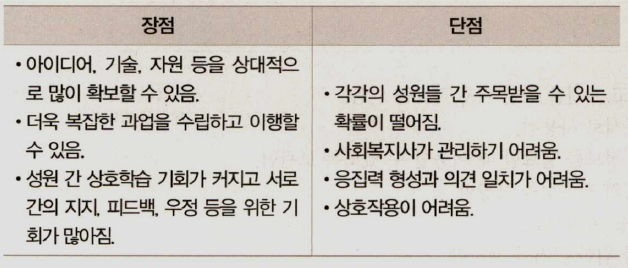 장점
• 아이디어, 기술, 자원 등을 상대적으
로 많이 확보할 수 있음.
• 더욱 복잡한 과업을 수립하고 이행할
수 있음.
• 성원 간 상호학습 기회가 커지고 서로
간의 지지, 피드백, 우정 등을 위한 기
회가 많아짐.
단점
• 각각의 성원들 간 주목받을 수 있는
확률이 떨어짐.
• 사회복지사가 관리하기 어려움.
• 응집력 형성과 의견 일치가 어려움.
• 상호작용이 어려움.